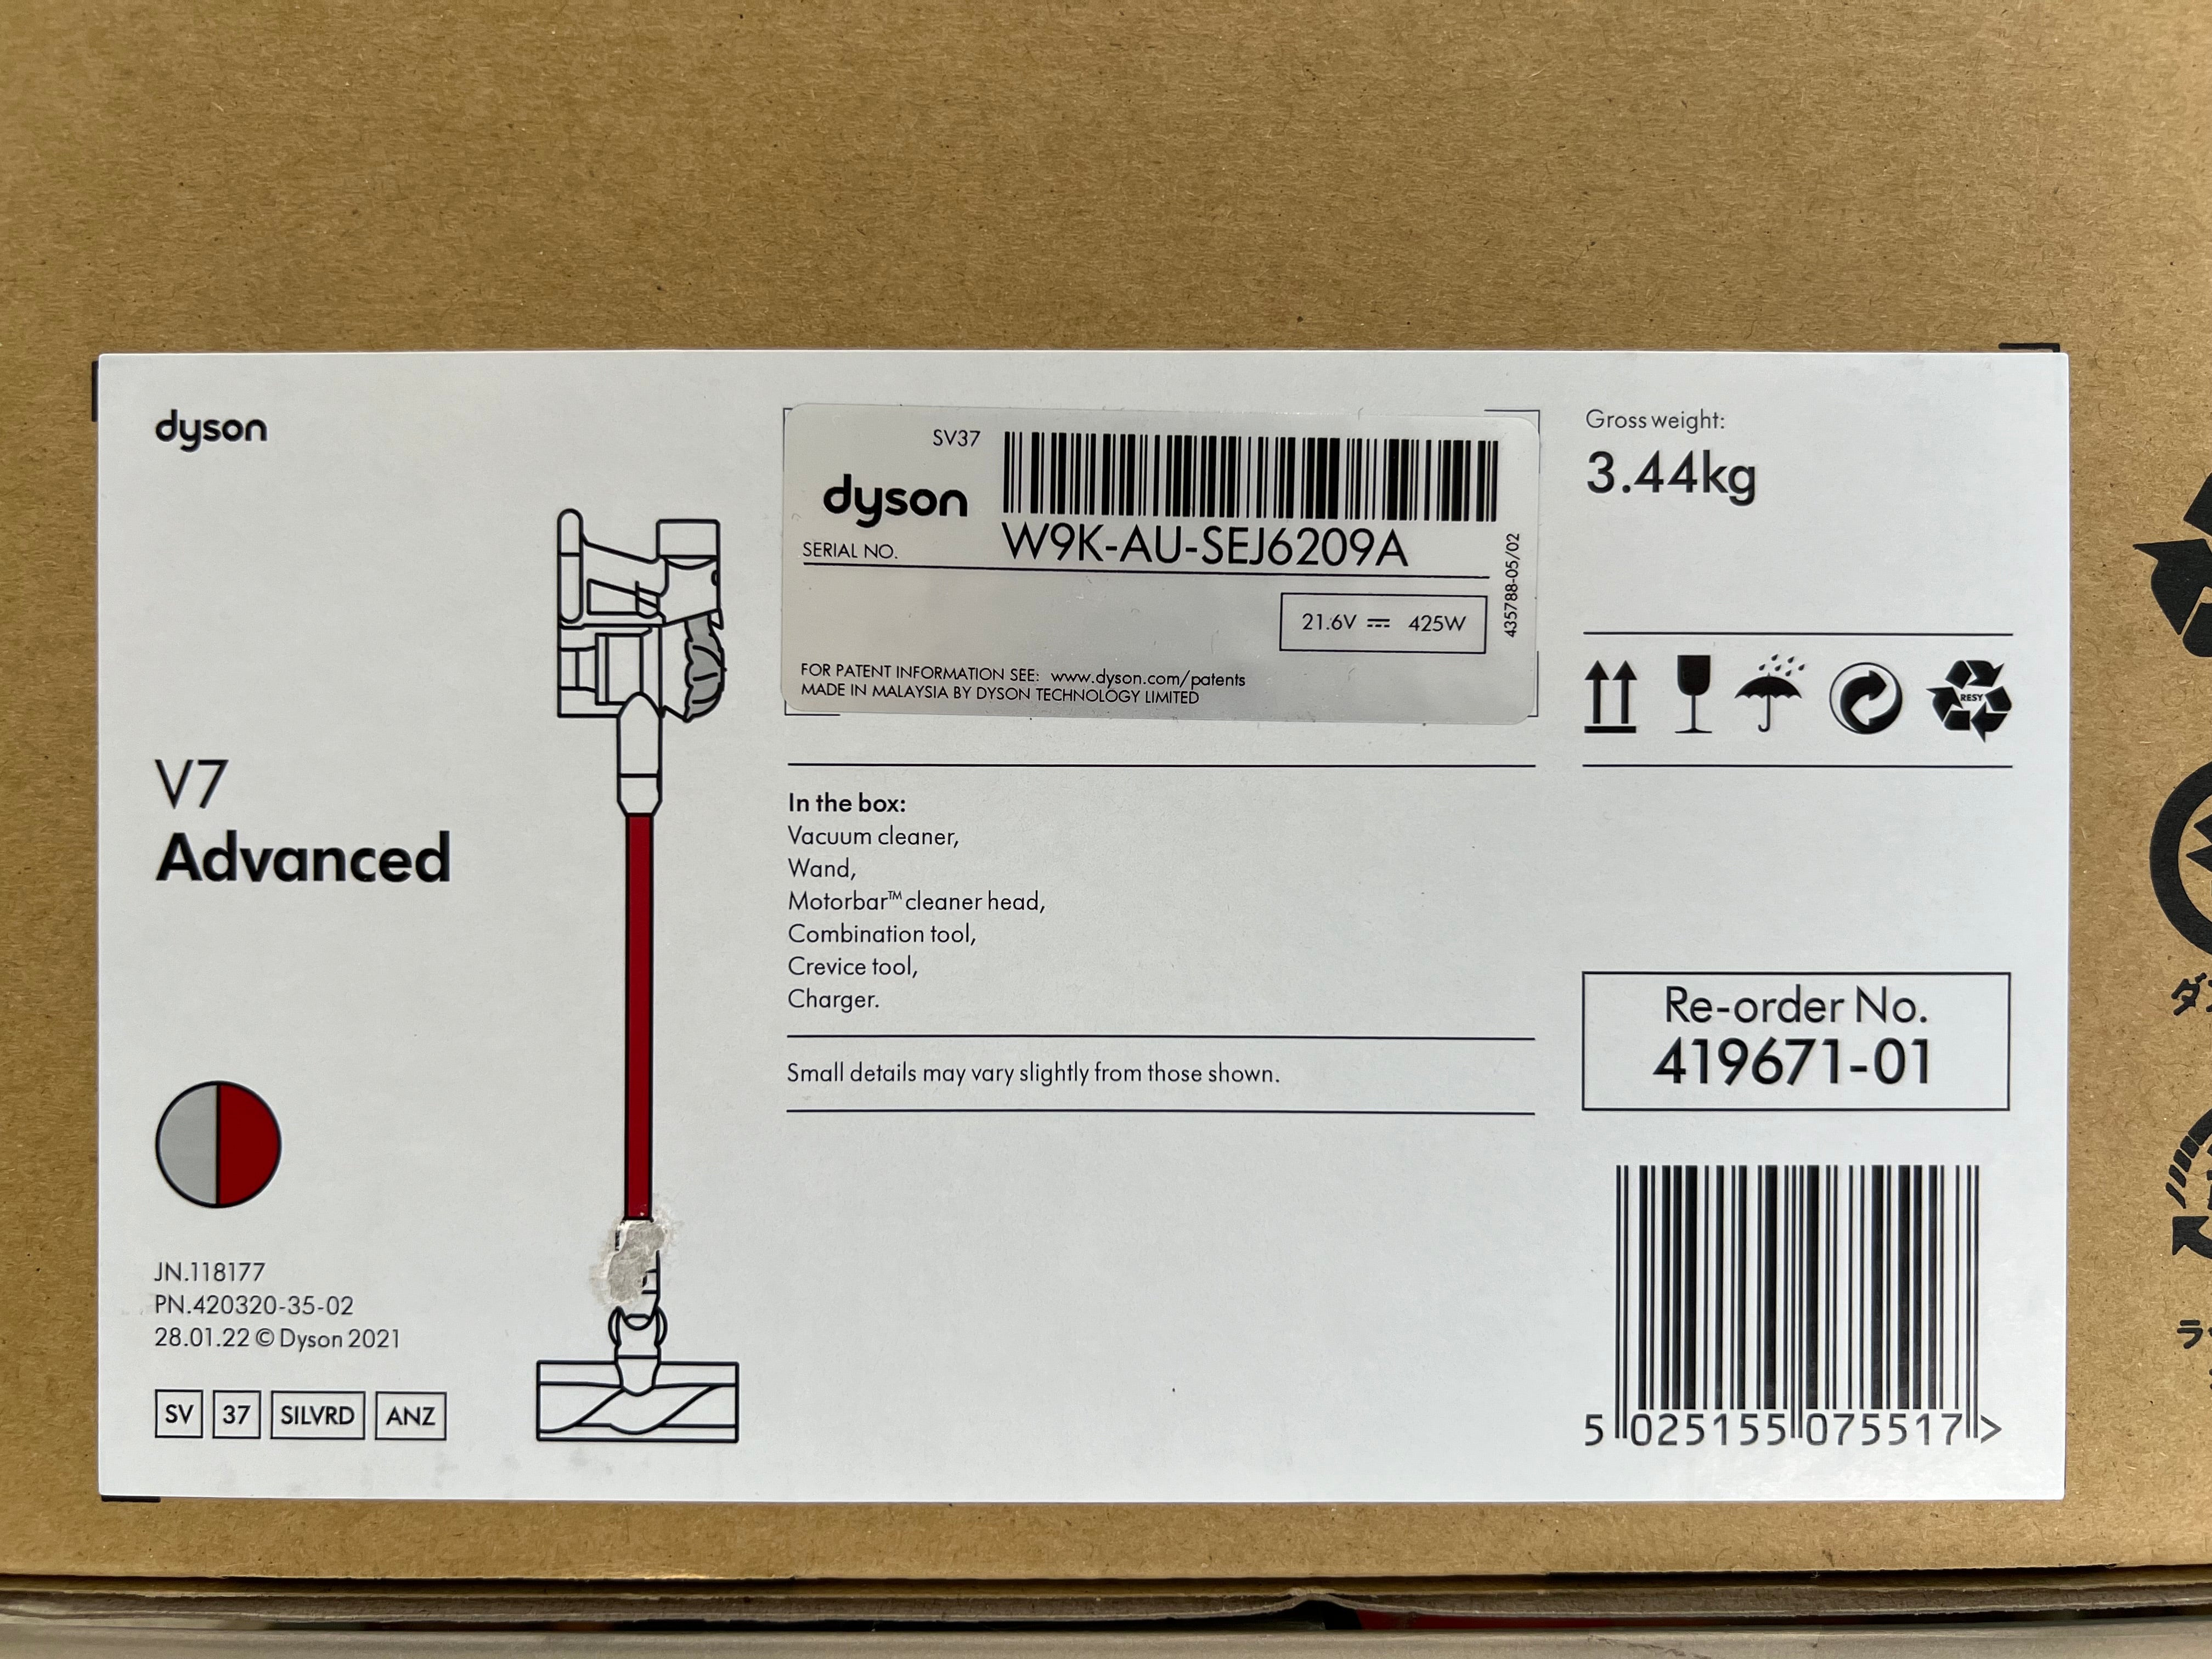 dyson
V7
Advanced
JN.118177
PN.420320-35-02
28.01.22 © Dyson 2021
SV 37 SILVRD ANZ
SV37
dyson
SERIAL NO. W9K-AU-SEJ6209A
21.6V ⎓ 425W
435788-05/02
FOR PATENT INFORMATION SEE: www.dyson.com/patents
MADE IN MALAYSIA BY DYSON TECHNOLOGY LIMITED
In the box:
Vacuum cleaner,
Wand,
Motorbar™ cleaner head,
Combination tool,
Crevice tool,
Charger.
Small details may vary slightly from those shown.
Gross weight:
3.44kg
RESY
Re-order No.
419671-01
5 025155 075517 >